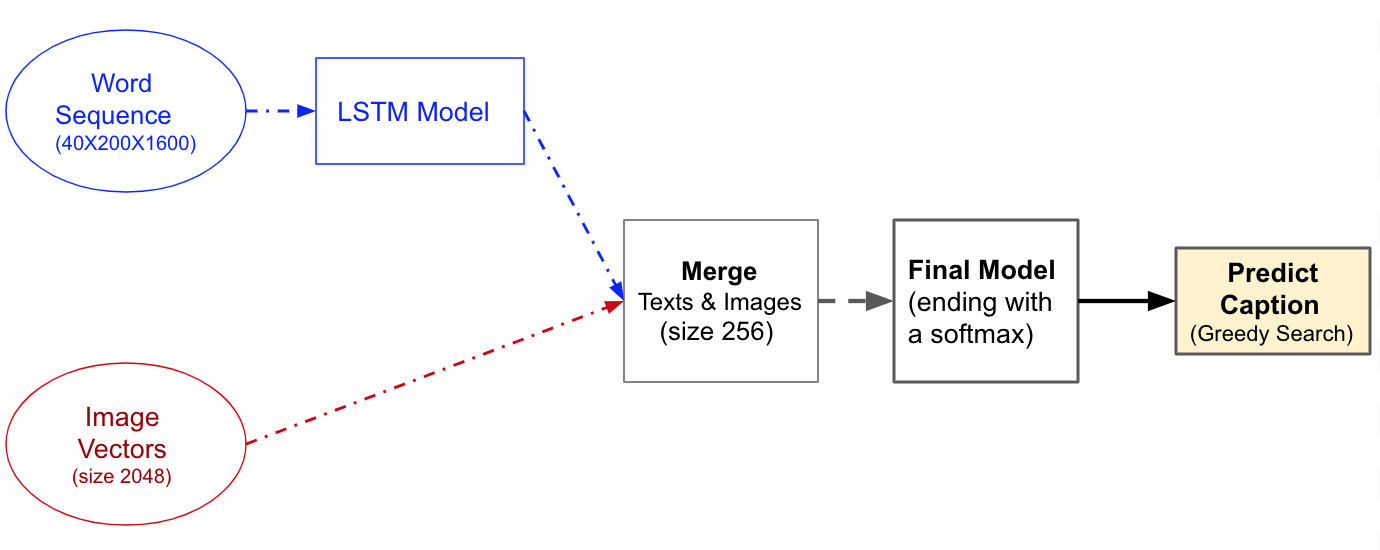 Word
Sequence
(40X200X1600)
LSTM Model
Image
Vectors
(size 2048)
Merge
Texts & Images
(size 256)
Final Model
(ending with
a softmax)
Predict
Caption
(Greedy Search)